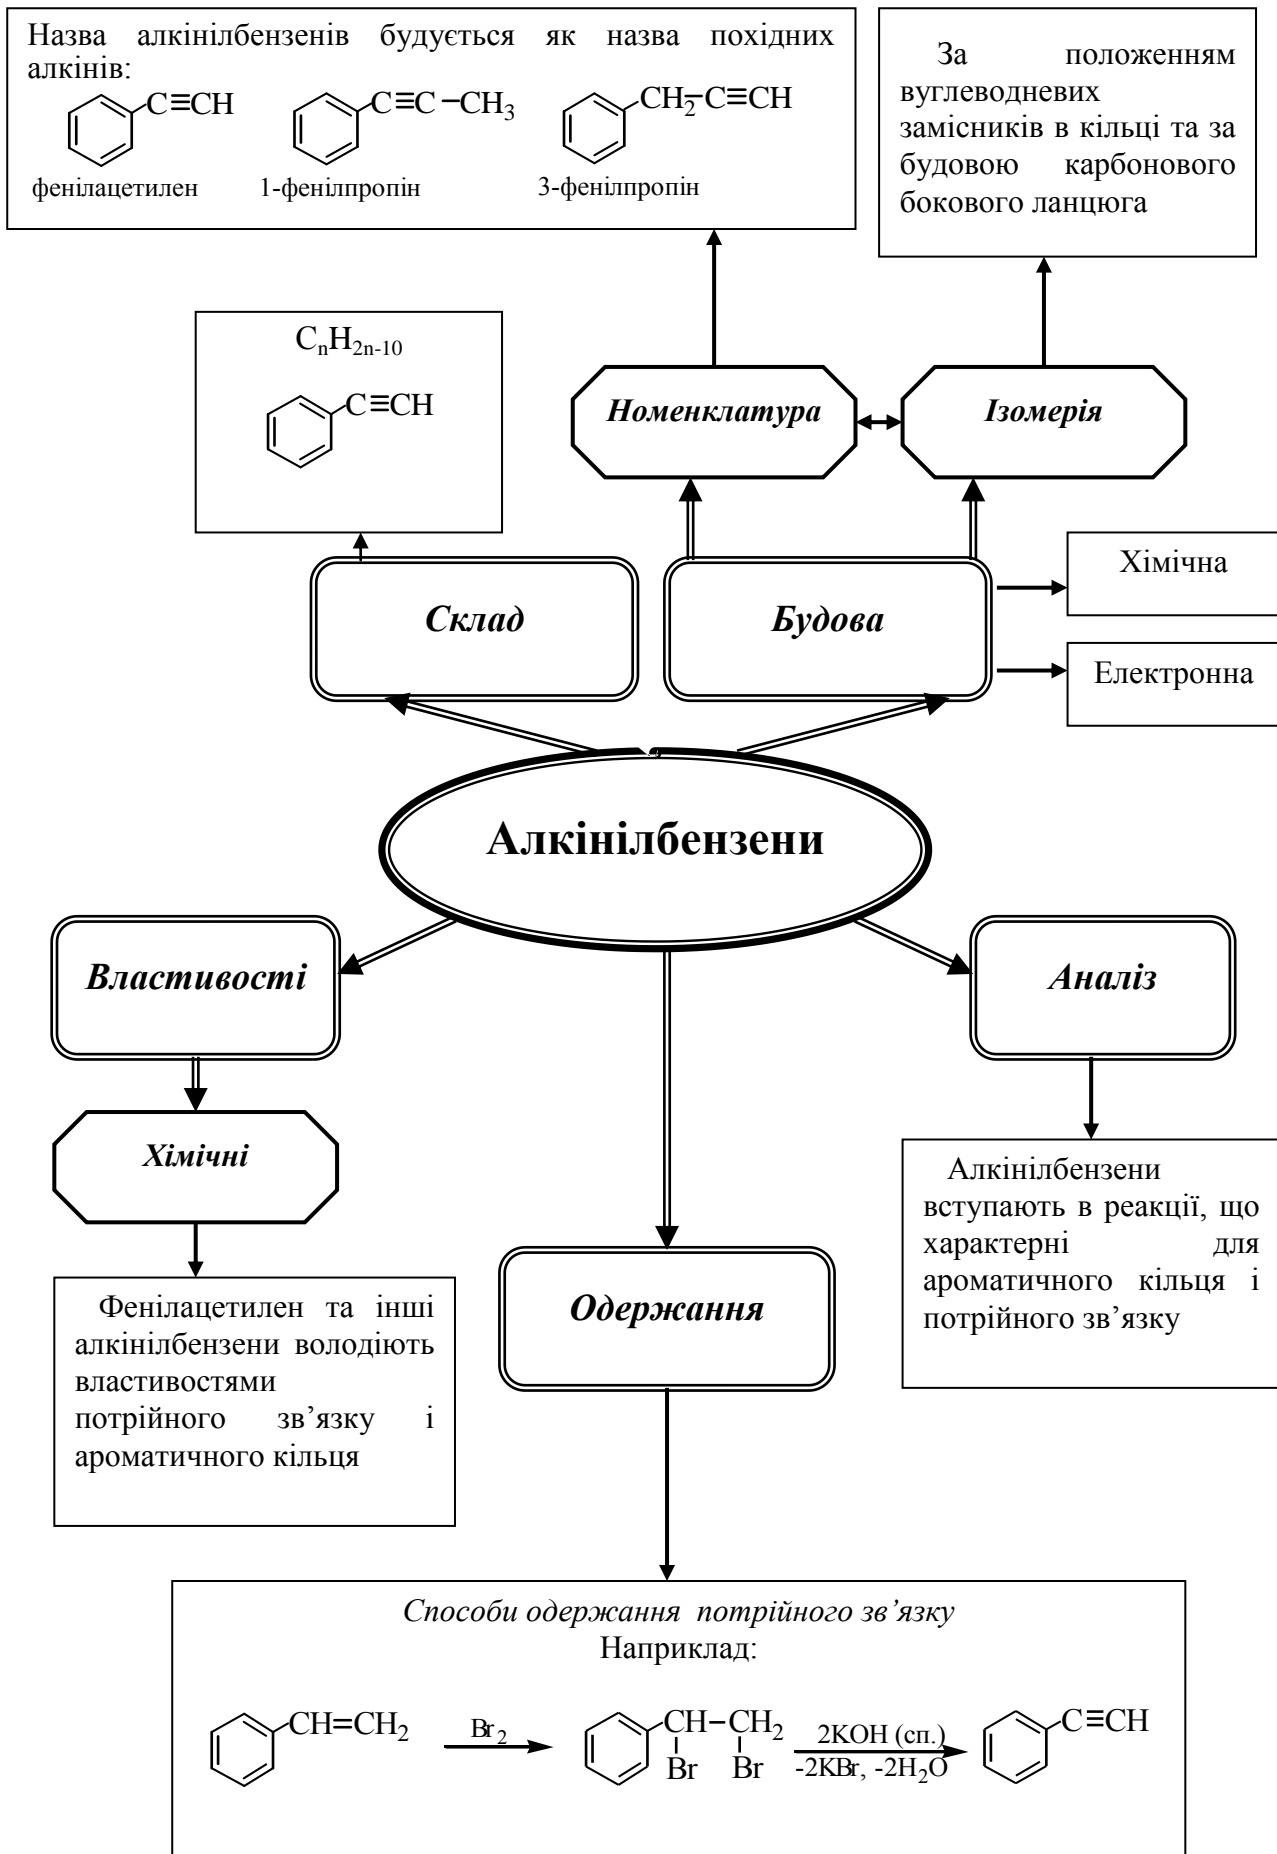 Назва алкінілбензенів будується як назва похідних
алкінів:
C≡CH
C≡C–CH3
CH2–C≡CH
фенілацетилен
1-фенілпропін
3-фенілпропін
За положенням
вуглеводневих
замісників в кільці та за
будовою карбонового
бокового ланцюга
CnH2n-10
C≡CH
Номенклатура
Ізомерія
Склад
Будова
Хімічна
Електронна
Алкінілбензени
Властивості
Аналіз
Хімічні
Алкінілбензени
вступають в реакції, що
характерні для
ароматичного кільця і
потрійного зв’язку
Одержання
Фенілацетилен та інші
алкінілбензени володіють
властивостями
потрійного зв’язку і
ароматичного кільця
Способи одержання потрійного зв’язку
Наприклад:
CH=CH2
Br2
CH–CH2
Br Br
2KOH (сп.)
-2KBr, -2H2O
C≡CH